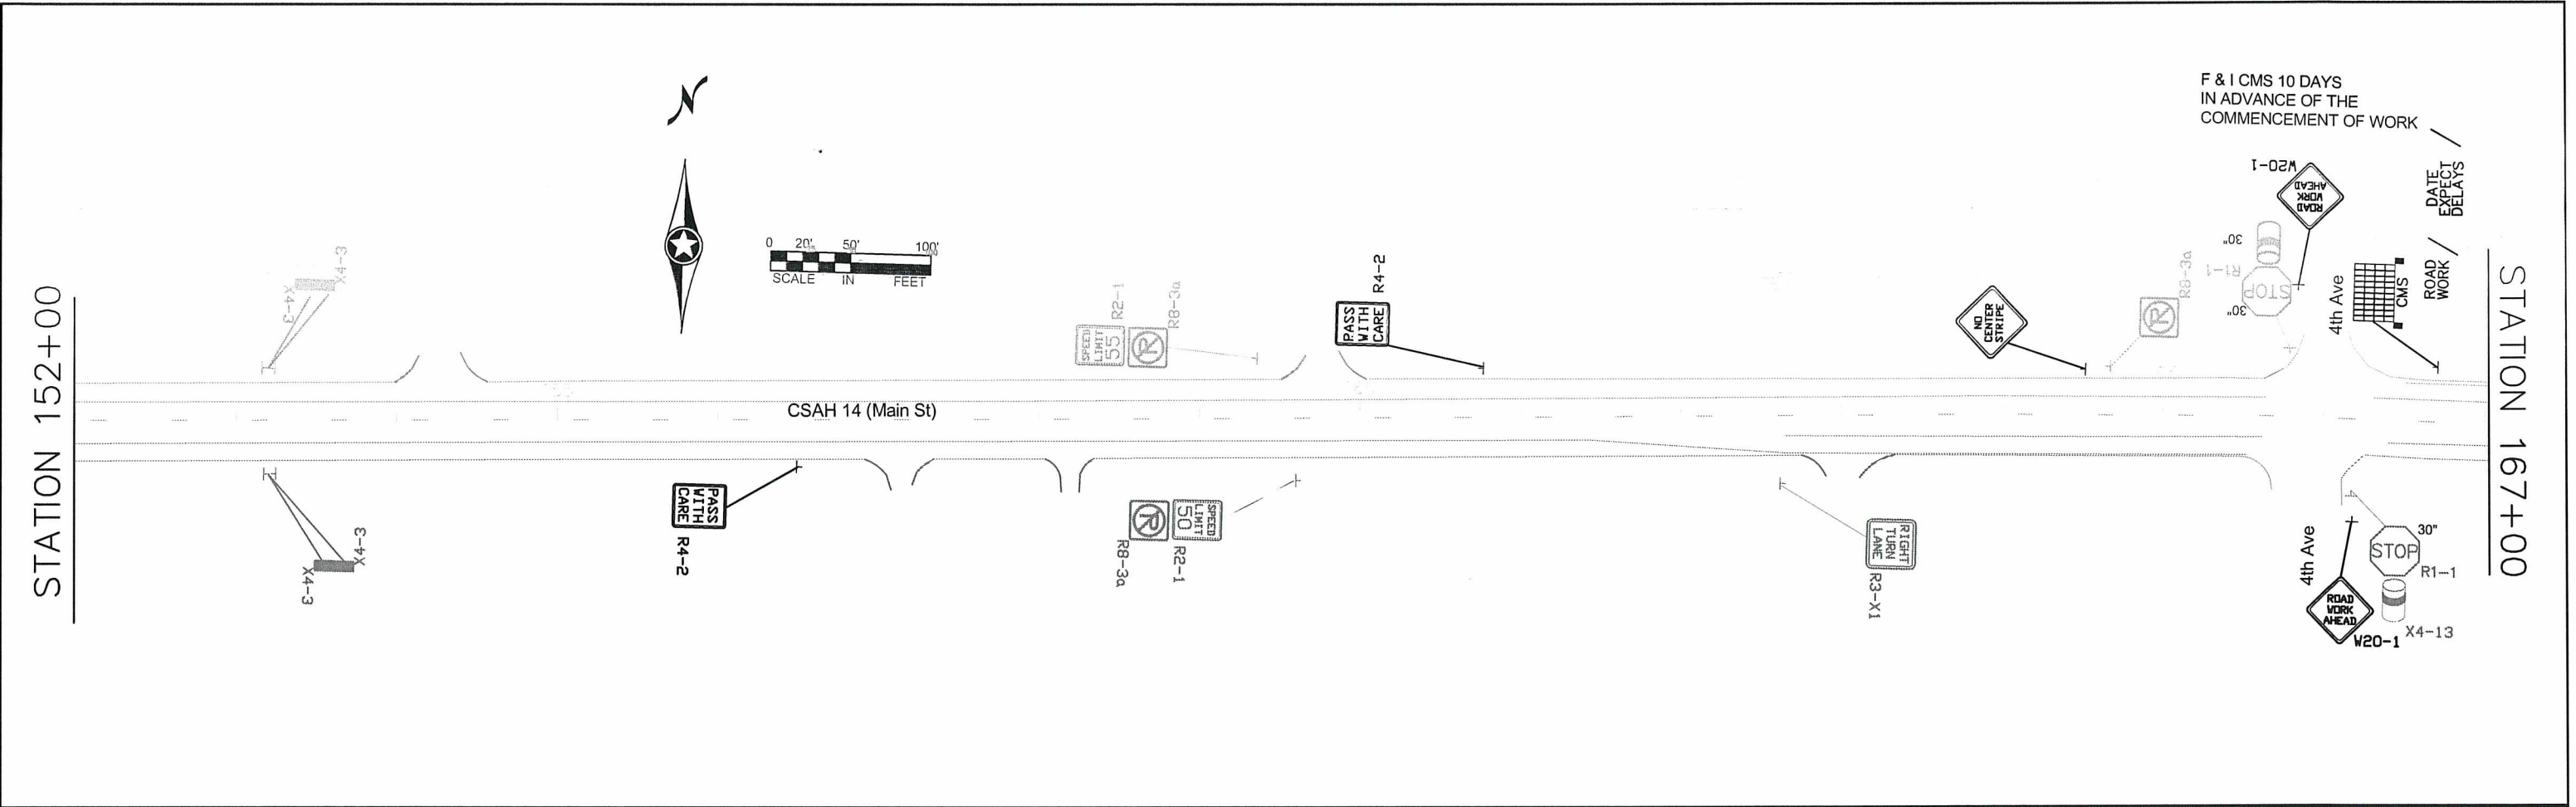 F & I CMS 10 DAYS
IN ADVANCE OF THE
COMMENCEMENT OF WORK
N
0 20' 50' 100'
SCALE IN FEET
STATION 152+00
X4-3
X4-3
SPEED
LIMIT
55
R2-1
R
R8-3a
PASS
WITH
CARE
R4-2
NO
CENTER
STRIPE
R
R8-3a
W20-1
ROAD
WORK
AHEAD
30"
R1-1
STOP
30"
4th Ave
CMS
ROAD
WORK
DATE
EXPECT
DELAYS
STATION 167+00
CSAH 14 (Main St)
X4-3
X4-3
PASS
WITH
CARE
R4-2
R
R8-3a
SPEED
LIMIT
50
R2-1
RIGHT
TURN
LANE
R3-X1
4th Ave
30"
STOP
R1-1
ROAD
WORK
AHEAD
W20-1
X4-13